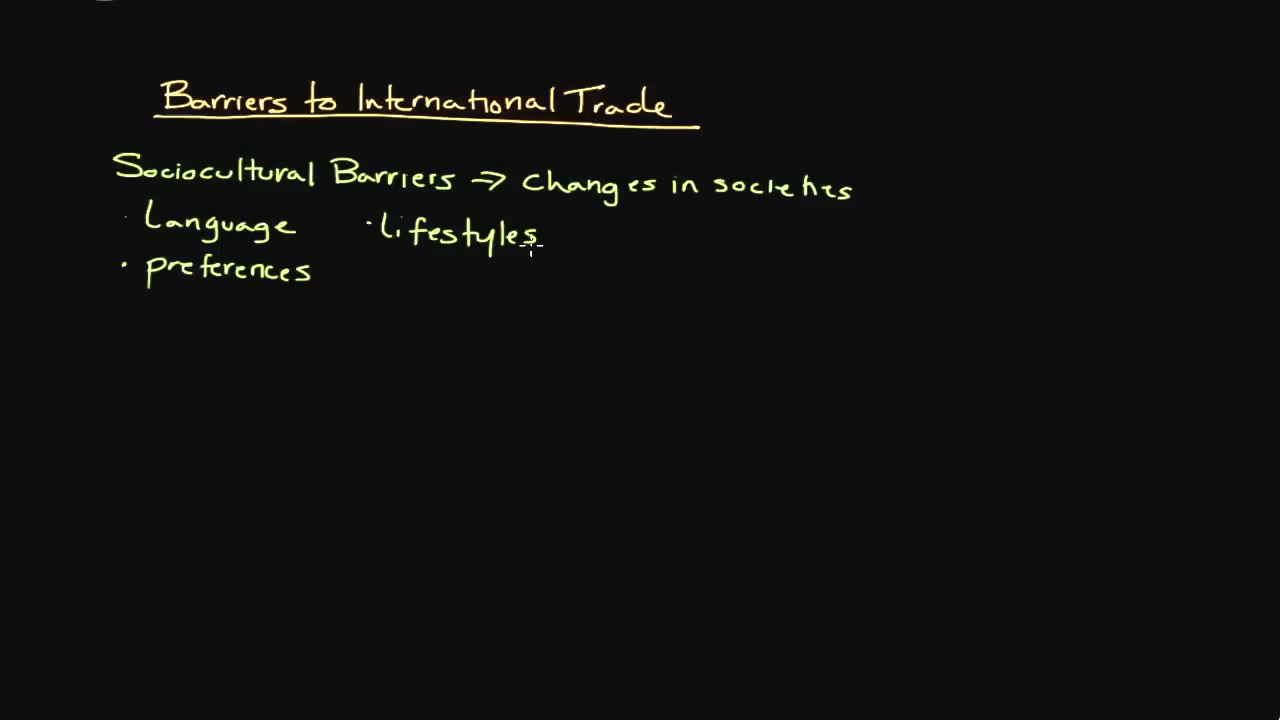 Barriers to International Trade
Sociocultural Barriers → Changes in societies
· Language · lifestyles
· preferences